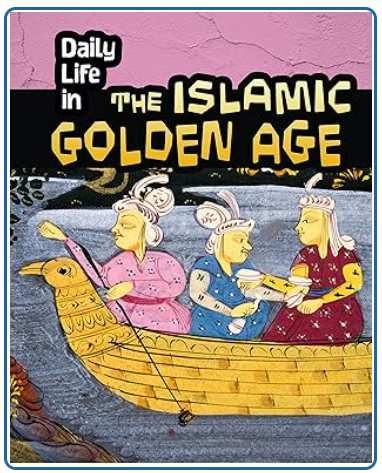 Daily
Life
in THE ISLAMIC
GOLDEN AGE